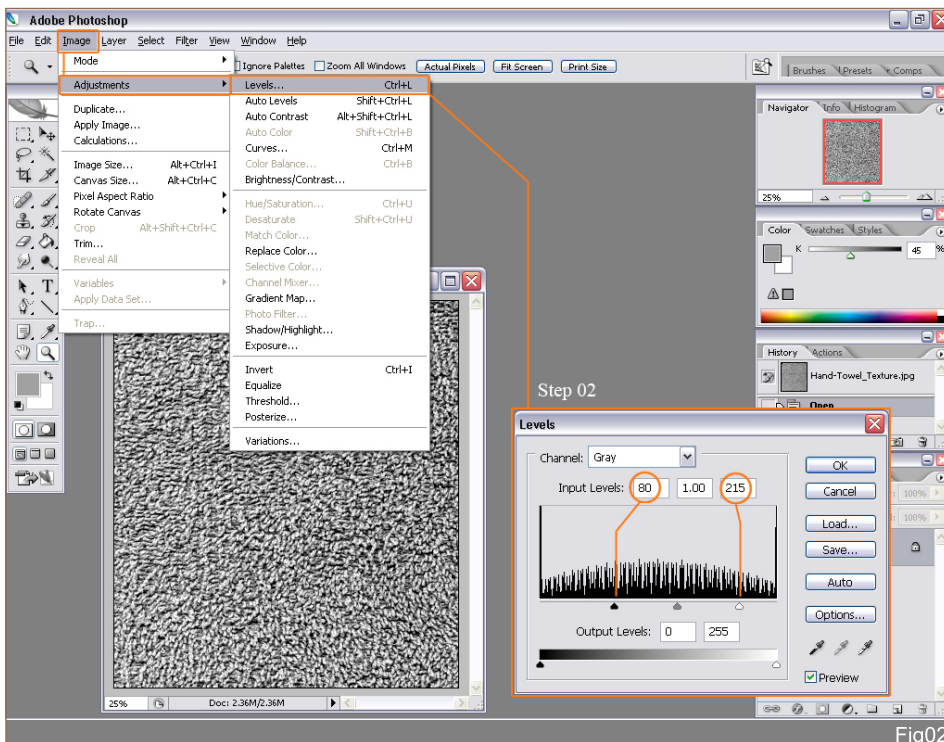 Adobe Photoshop
File Edit Image Layer Select Filter View Window Help
Ignore Palettes Zoom All Windows Actual Pixels Fit Screen Print Size
Brushes Presets Comps
Mode
Adjustments
Duplicate...
Apply Image...
Calculations...
Image Size... Alt+Ctrl+I
Canvas Size... Alt+Ctrl+C
Pixel Aspect Ratio
Rotate Canvas
Crop Alt+Shift+Ctrl+C
Trim...
Reveal All
Variables
Apply Data Set...
Trap...
Levels... Ctrl+L
Auto Levels Shift+Ctrl+L
Auto Contrast Alt+Shift+Ctrl+L
Auto Color Shift+Ctrl+B
Curves... Ctrl+M
Color Balance... Ctrl+B
Brightness/Contrast...
Hue/Saturation... Ctrl+U
Desaturate Shift+Ctrl+U
Match Color...
Replace Color...
Selective Color...
Channel Mixer...
Gradient Map...
Photo Filter...
Shadow/Highlight...
Exposure...
Invert Ctrl+I
Equalize
Threshold...
Posterize...
Variations...
Navigator Info Histogram
25%
Color Swatches Styles
K 45 %
History Actions
Hand-Towel_Texture.jpg
Open
100%
100%
Step 02
Levels
Channel: Gray
Input Levels: 80 1.00 215
Output Levels: 0 255
OK
Cancel
Load...
Save...
Auto
Options...
Preview
25% Doc: 2.36M/2.36M
Fig02